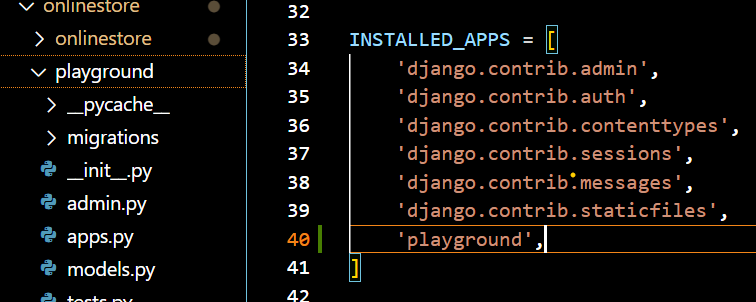 onlinestore
onlinestore
playground
__pycache__
migrations
__init__.py
admin.py
apps.py
models.py
tests.py
32
33 INSTALLED_APPS = [
34 'django.contrib.admin',
35 'django.contrib.auth',
36 'django.contrib.contenttypes',
37 'django.contrib.sessions',
38 'django.contrib.messages',
39 'django.contrib.staticfiles',
40 'playground',
41 ]
42